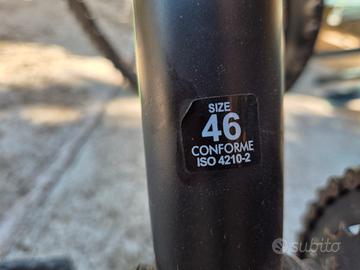 SIZE
46
CONFORME
ISO 4210-2
subito